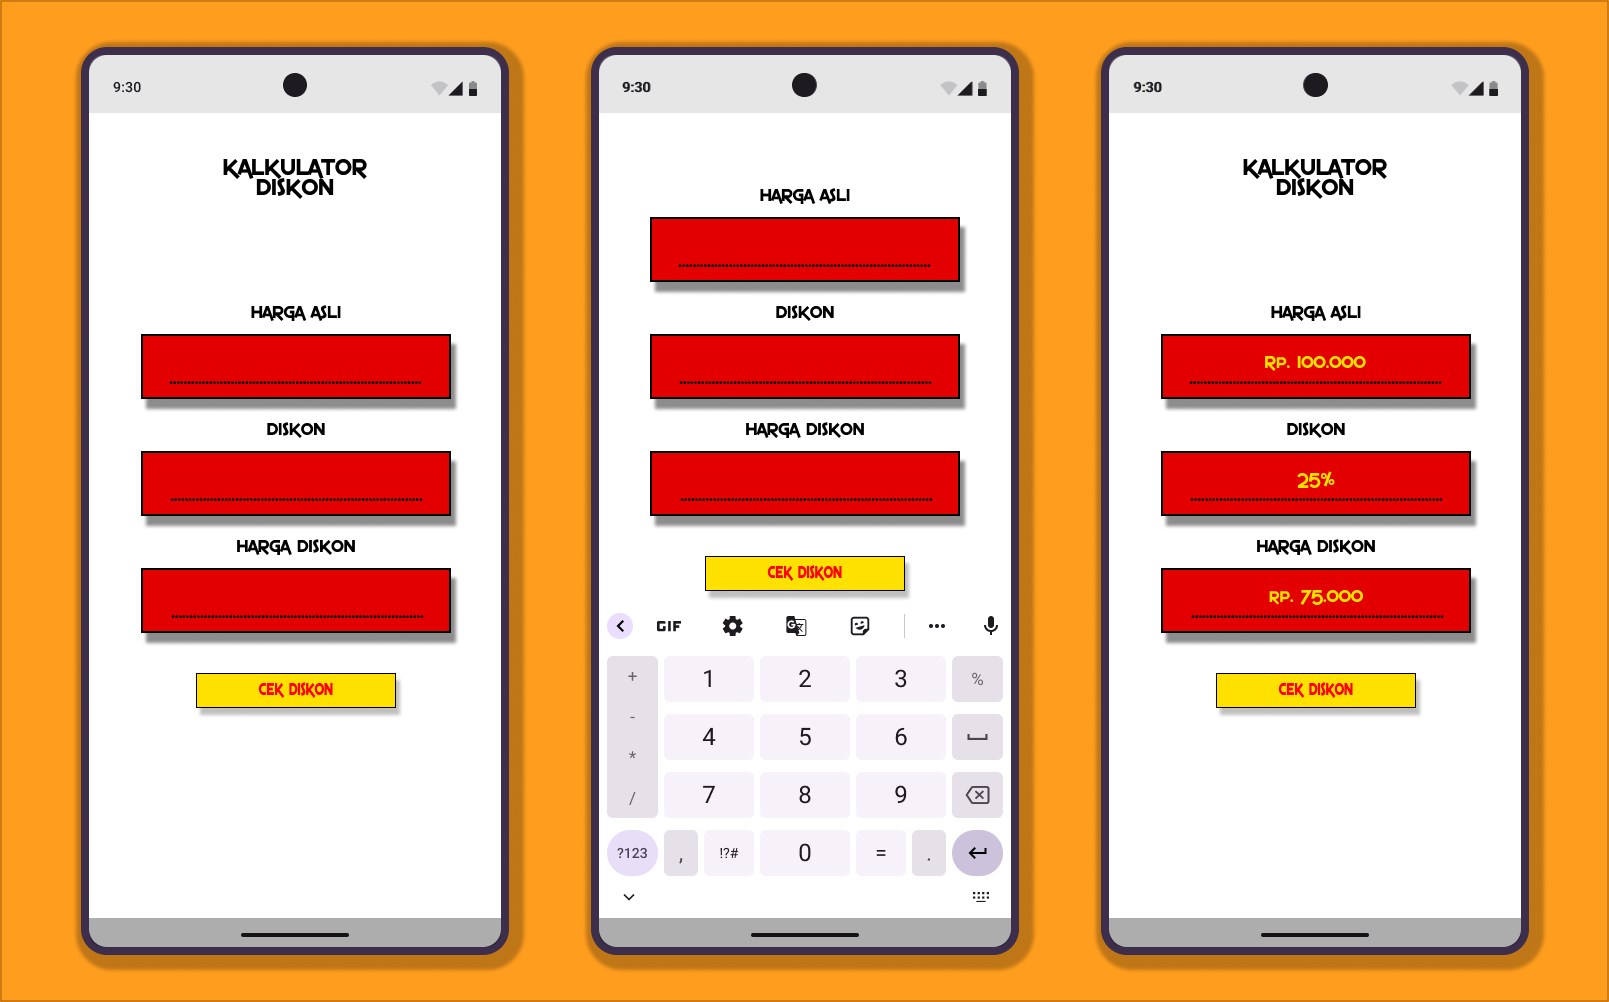 9:30
KALKULATOR
DISKON
HARGA ASLI
DISKON
HARGA DISKON
CEK DISKON
9:30
HARGA ASLI
DISKON
HARGA DISKON
CEK DISKON
GIF
+ 1 2 3 %
- 4 5 6
* 7 8 9
/
?123 , !?# 0 = .
9:30
KALKULATOR
DISKON
HARGA ASLI
RP. 100.000
DISKON
25%
HARGA DISKON
RP. 75.000
CEK DISKON